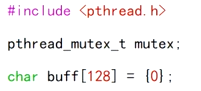 #include <pthread.h>
pthread_mutex_t mutex;
char buff[128] = {0};